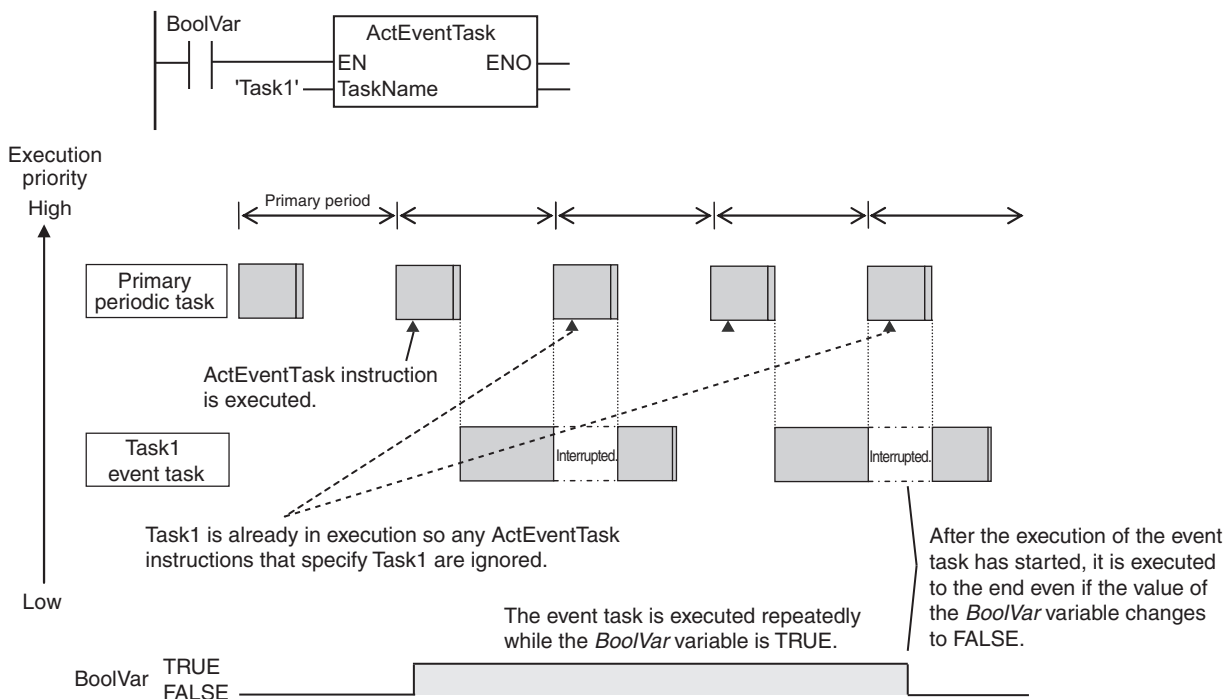 BoolVar
ActEventTask
EN ENO
'Task1' TaskName
Execution
priority
High
Primary period
Primary
periodic task
ActEventTask instruction
is executed.
Task1
event task
Interrupted.
Interrupted.
Task1 is already in execution so any ActEventTask
instructions that specify Task1 are ignored.
After the execution of the event
task has started, it is executed
to the end even if the value of
the BoolVar variable changes
to FALSE.
Low
The event task is executed repeatedly
while the BoolVar variable is TRUE.
BoolVar TRUE
FALSE